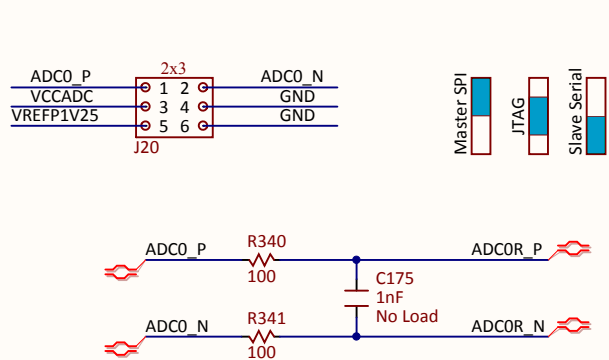 2x3
ADC0_P 1 2 ADC0_N
VCCADC 3 4 GND
VREFP1V25 5 6 GND
J20
Master SPI
JTAG
Slave Serial
ADC0_P R340 ADC0R_P
100
C175
1nF
No Load
ADC0_N R341 ADC0R_N
100